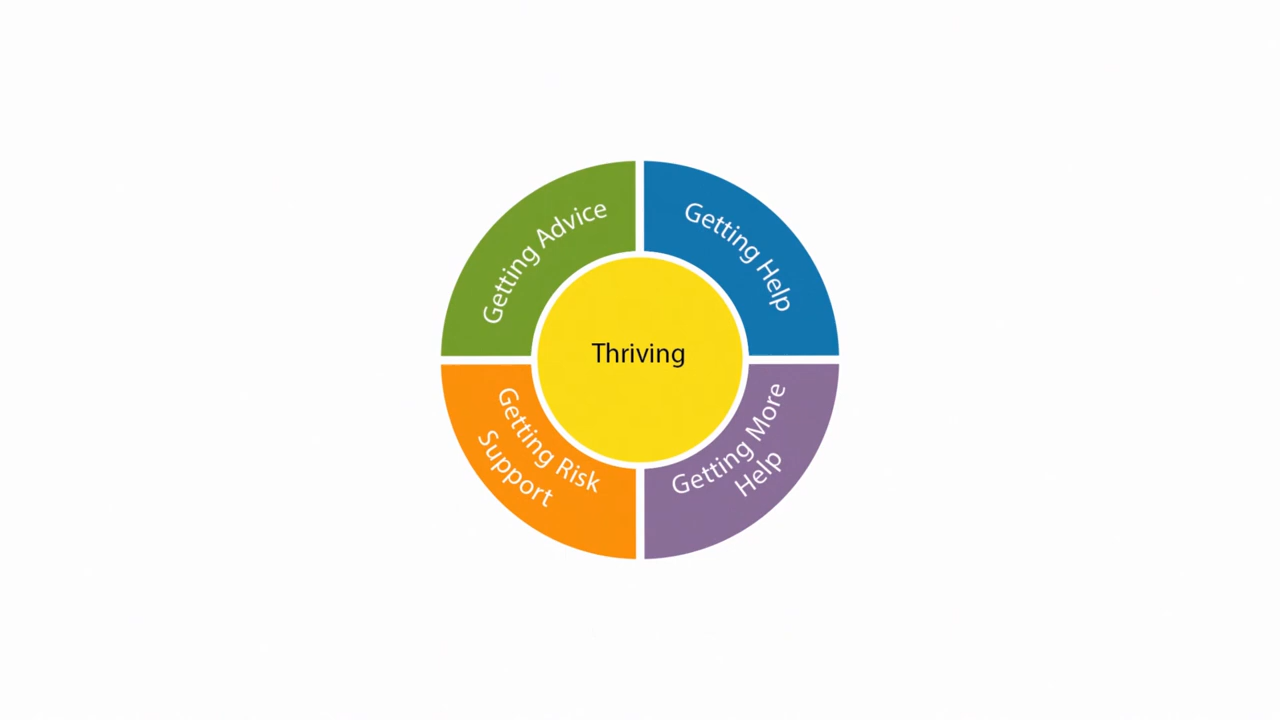 Getting Advice
Getting Help
Thriving
Getting Risk
Support
Getting More
Help